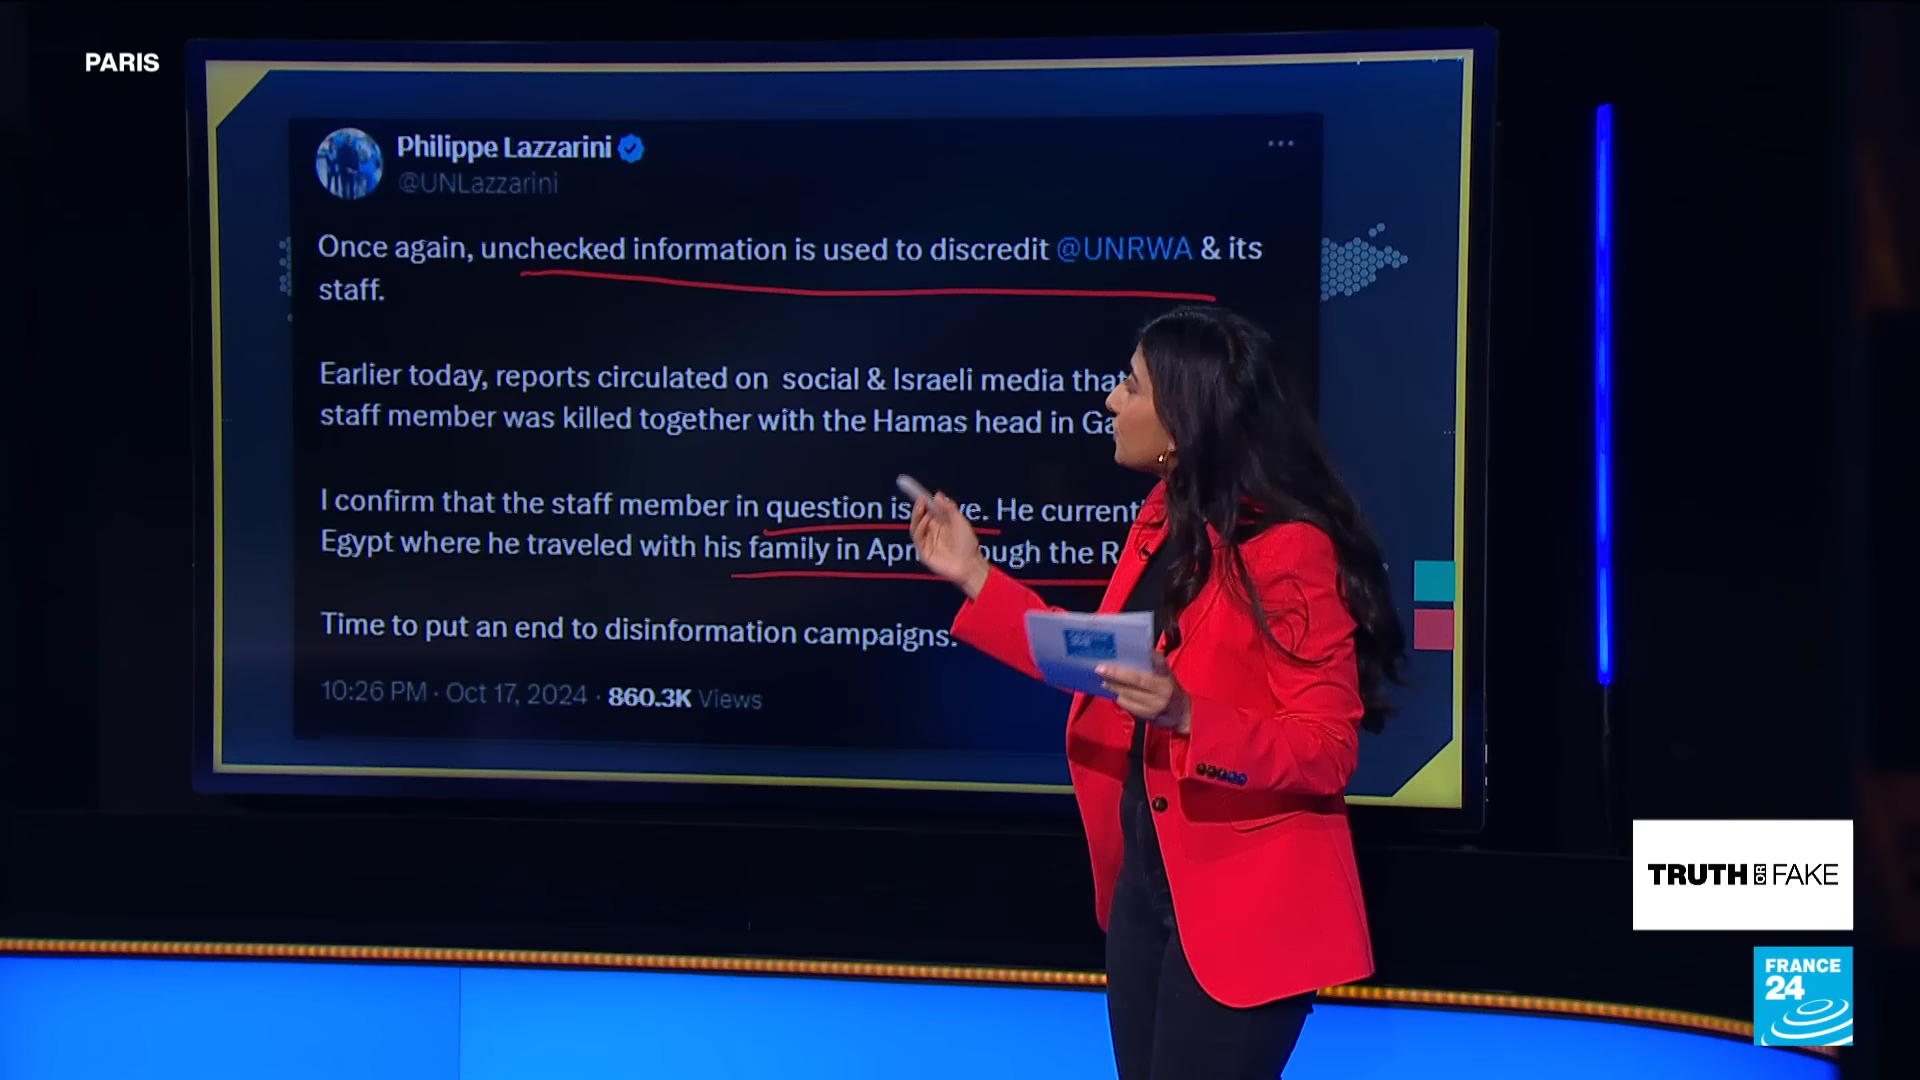 PARIS
Philippe Lazzarini
@UNLazzarini
Once again, unchecked information is used to discredit @UNRWA & its
staff.
Earlier today, reports circulated on social & Israeli media that
staff member was killed together with the Hamas head in
I confirm that the staff member in question is He
Egypt where he traveled with his family in the
Time to put an end to disinformation campaigns.
10:26 PM · Oct 17, 2024 · 860.3K Views
TRUTH OR FAKE
FRANCE
24